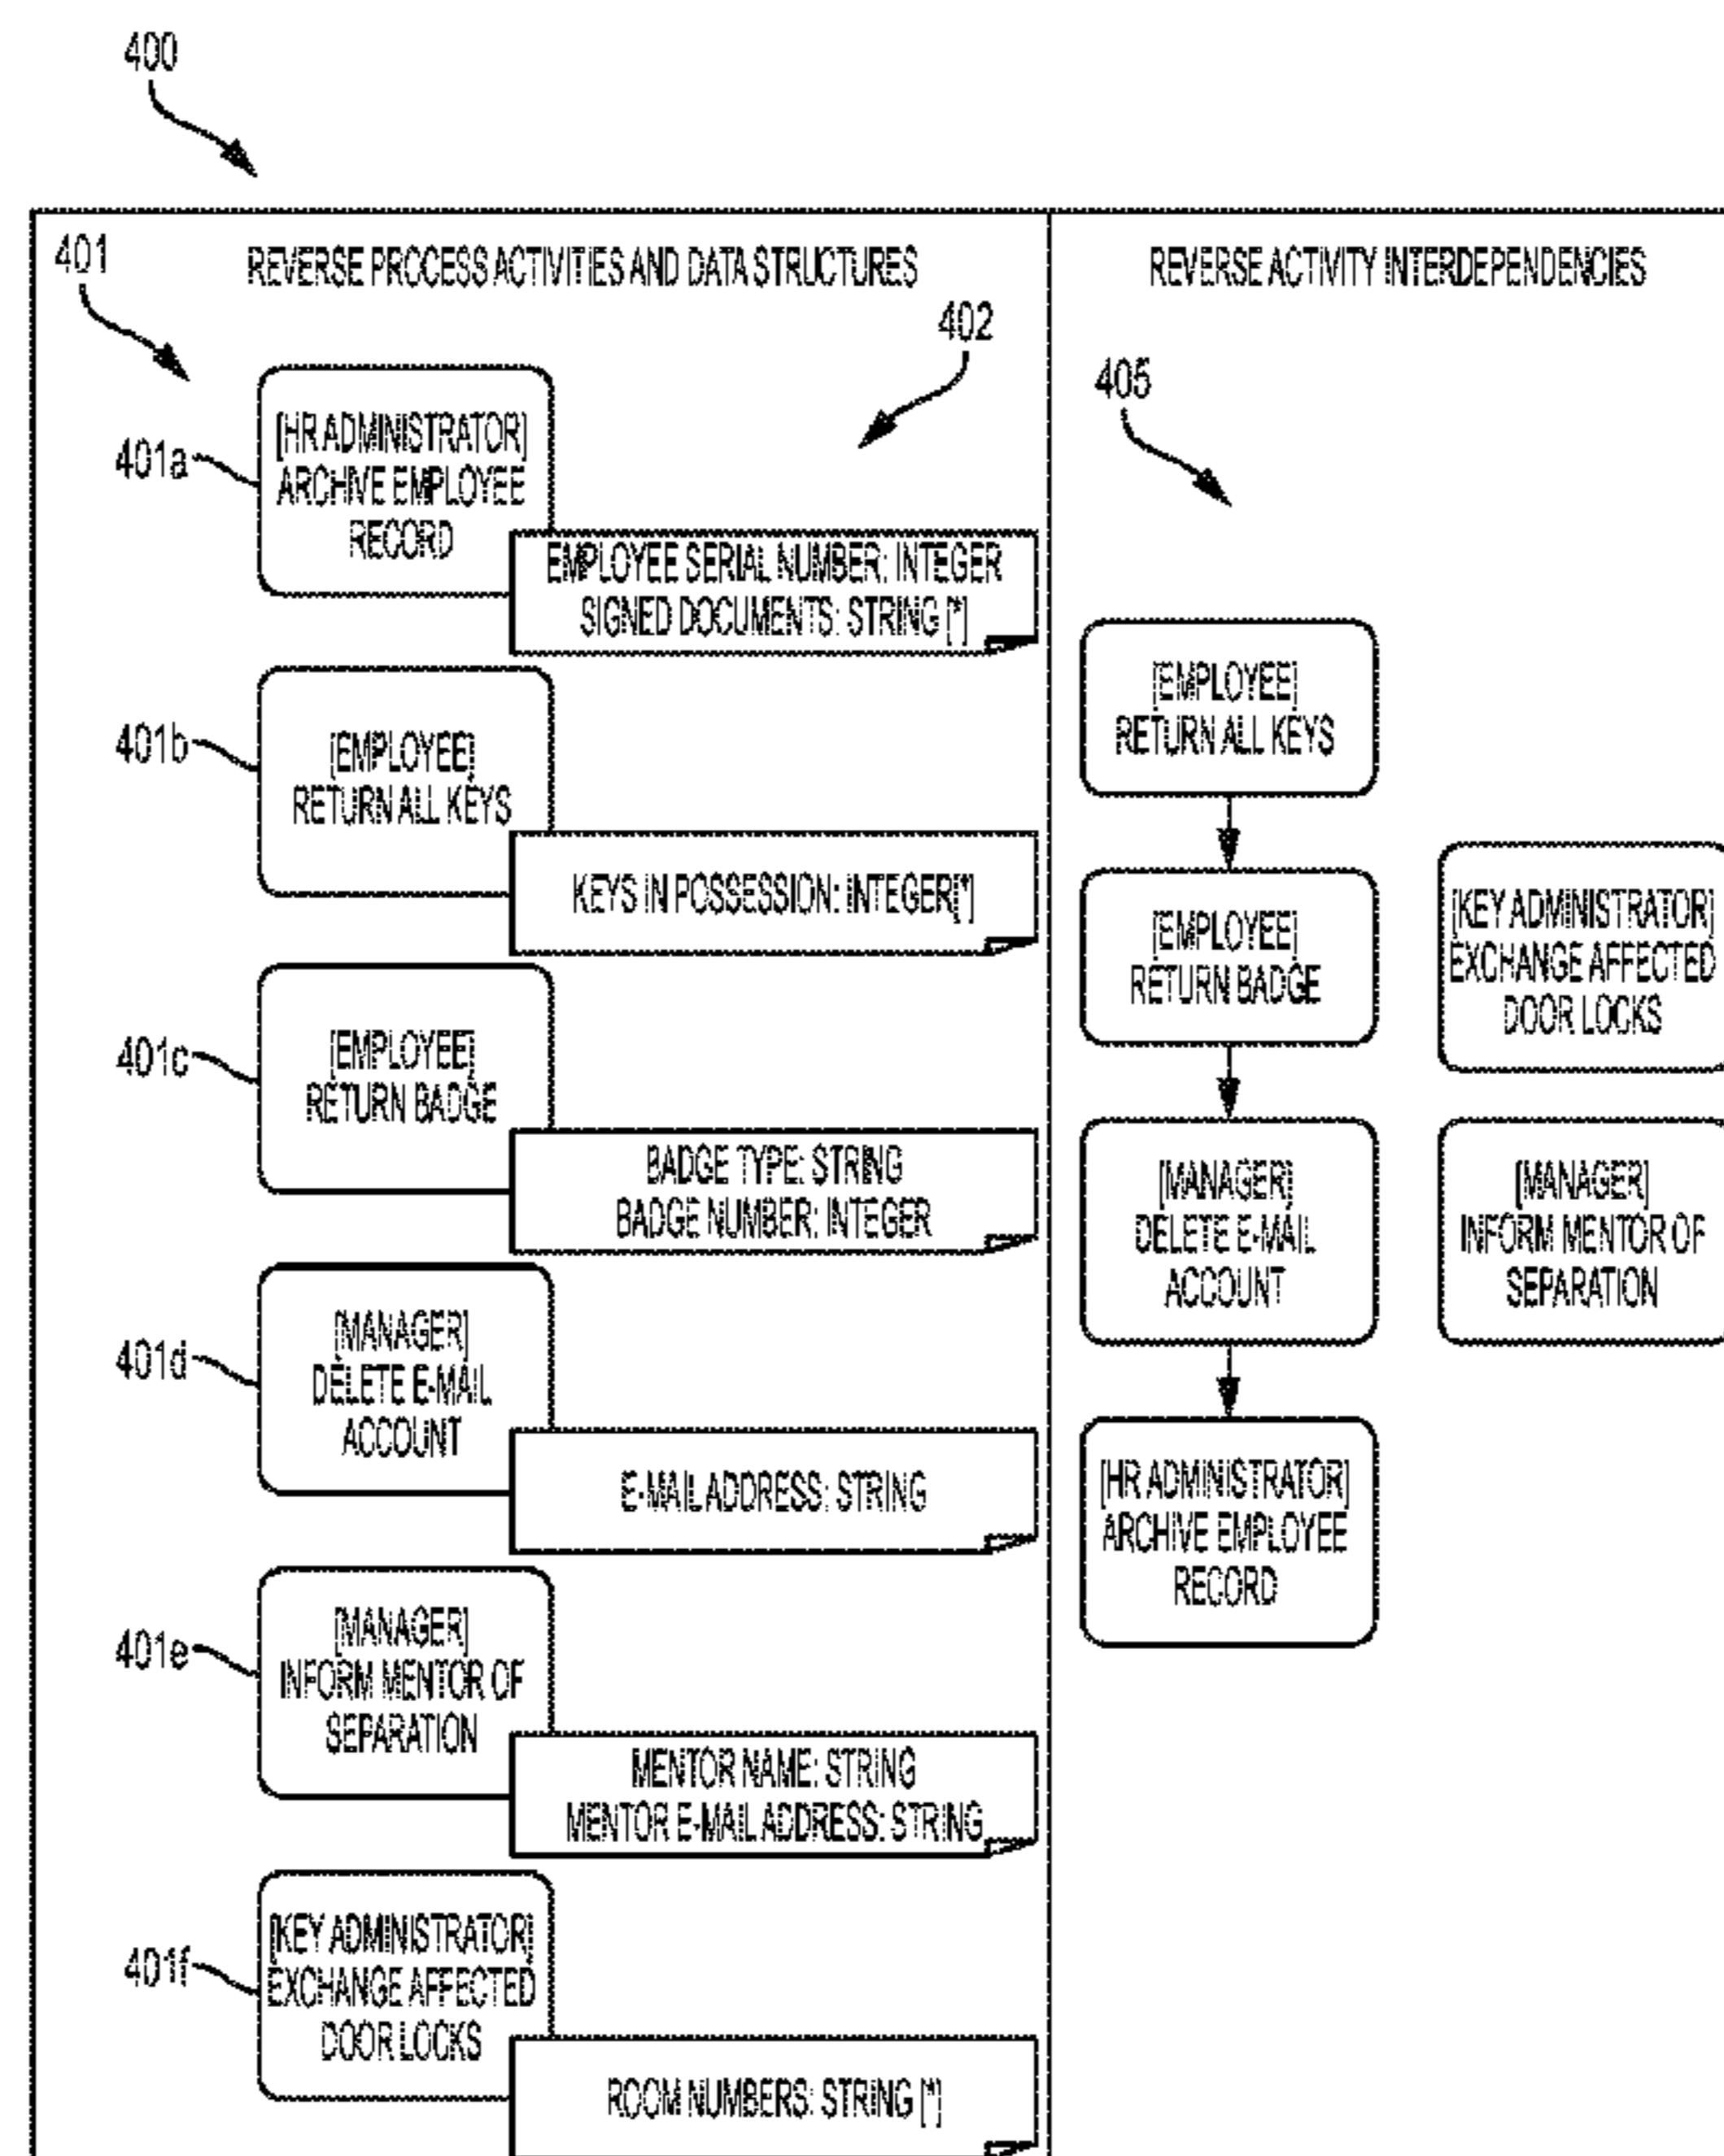 400
401
REVERSE PROCESS ACTIVITIES AND DATA STRUCTURES
402
401a
[HR ADMINISTRATOR]
ARCHIVE EMPLOYEE
RECORD
EMPLOYEE SERIAL NUMBER: INTEGER
SIGNED DOCUMENTS: STRING [*]
401b
[EMPLOYEE]
RETURN ALL KEYS
KEYS IN POSSESSION: INTEGER[*]
401c
[EMPLOYEE]
RETURN BADGE
BADGE TYPE: STRING
BADGE NUMBER: INTEGER
401d
[MANAGER]
DELETE E-MAIL
ACCOUNT
E-MAIL ADDRESS: STRING
401e
[MANAGER]
INFORM MENTOR OF
SEPARATION
MENTOR NAME: STRING
MENTOR E-MAIL ADDRESS: STRING
401f
[KEY ADMINISTRATOR]
EXCHANGE AFFECTED
DOOR LOCKS
ROOM NUMBERS: STRING [*]
REVERSE ACTIVITY INTERDEPENDENCIES
405
[EMPLOYEE]
RETURN ALL KEYS
[EMPLOYEE]
RETURN BADGE
[KEY ADMINISTRATOR]
EXCHANGE AFFECTED
DOOR LOCKS
[MANAGER]
DELETE E-MAIL
ACCOUNT
[MANAGER]
INFORM MENTOR OF
SEPARATION
[HR ADMINISTRATOR]
ARCHIVE EMPLOYEE
RECORD